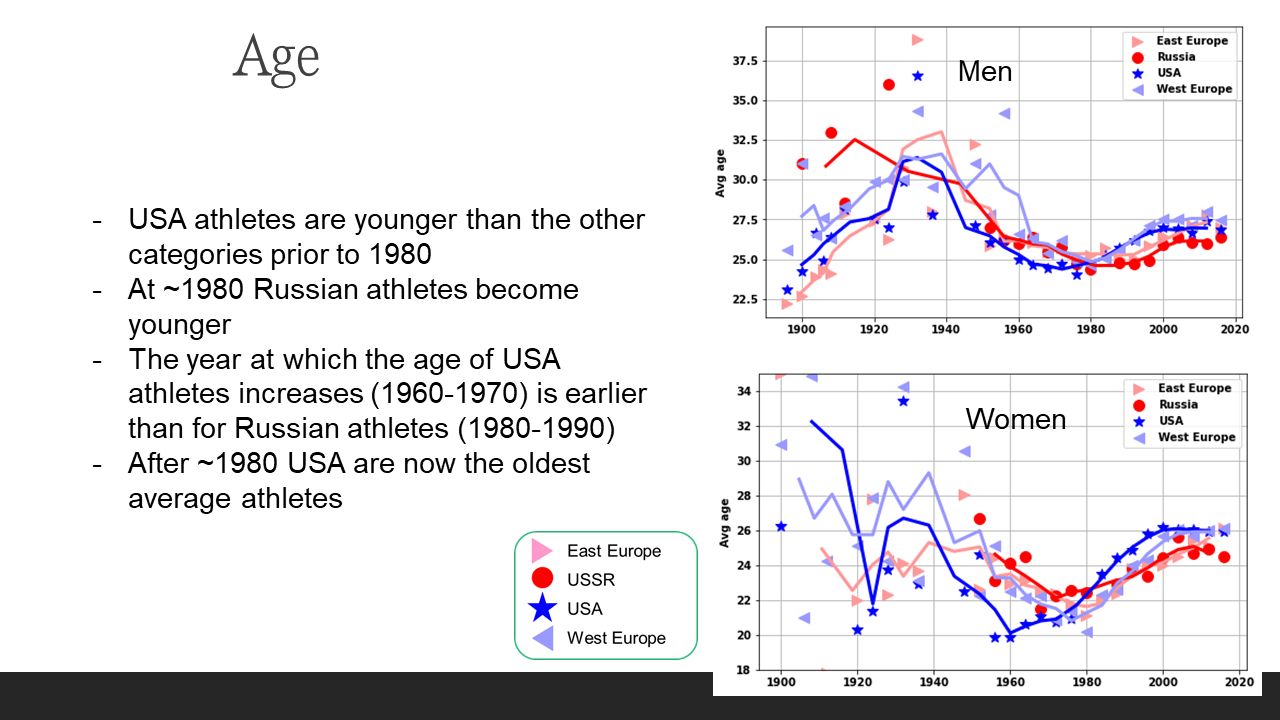 Age
- USA athletes are younger than the other
categories prior to 1980
- At ~1980 Russian athletes become
younger
- The year at which the age of USA
athletes increases (1960-1970) is earlier
than for Russian athletes (1980-1990)
- After ~1980 USA are now the oldest
average athletes
East Europe
USSR
USA
West Europe
Men
East Europe
Russia
USA
West Europe
Avg age
37.5
35.0
32.5
30.0
27.5
25.0
22.5
1900 1920 1940 1960 1980 2000 2020
Women
East Europe
Russia
USA
West Europe
Avg age
34
32
30
28
26
24
22
20
18
1900 1920 1940 1960 1980 2000 2020